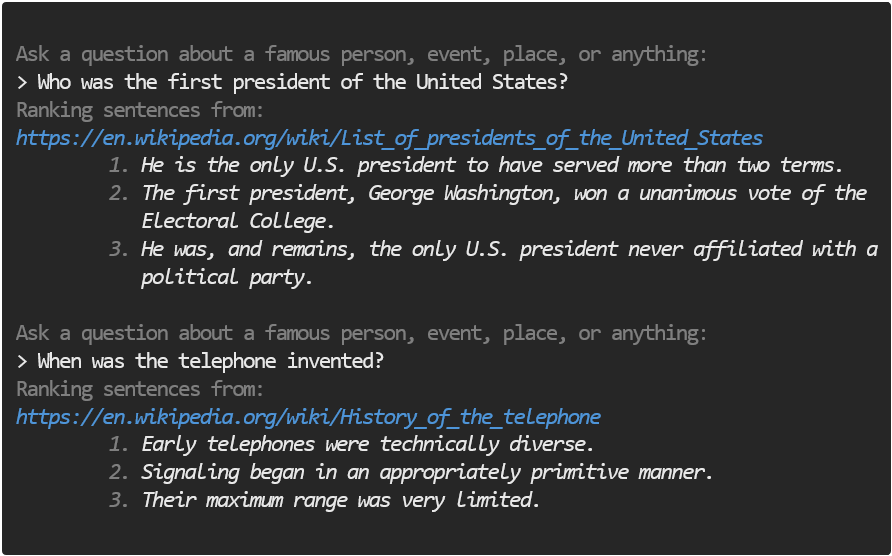 Ask a question about a famous person, event, place, or anything:
> Who was the first president of the United States?
Ranking sentences from:
https://en.wikipedia.org/wiki/List_of_presidents_of_the_United_States
1. He is the only U.S. president to have served more than two terms.
2. The first president, George Washington, won a unanimous vote of the
Electoral College.
3. He was, and remains, the only U.S. president never affiliated with a
political party.
Ask a question about a famous person, event, place, or anything:
> When was the telephone invented?
Ranking sentences from:
https://en.wikipedia.org/wiki/History_of_the_telephone
1. Early telephones were technically diverse.
2. Signaling began in an appropriately primitive manner.
3. Their maximum range was very limited.